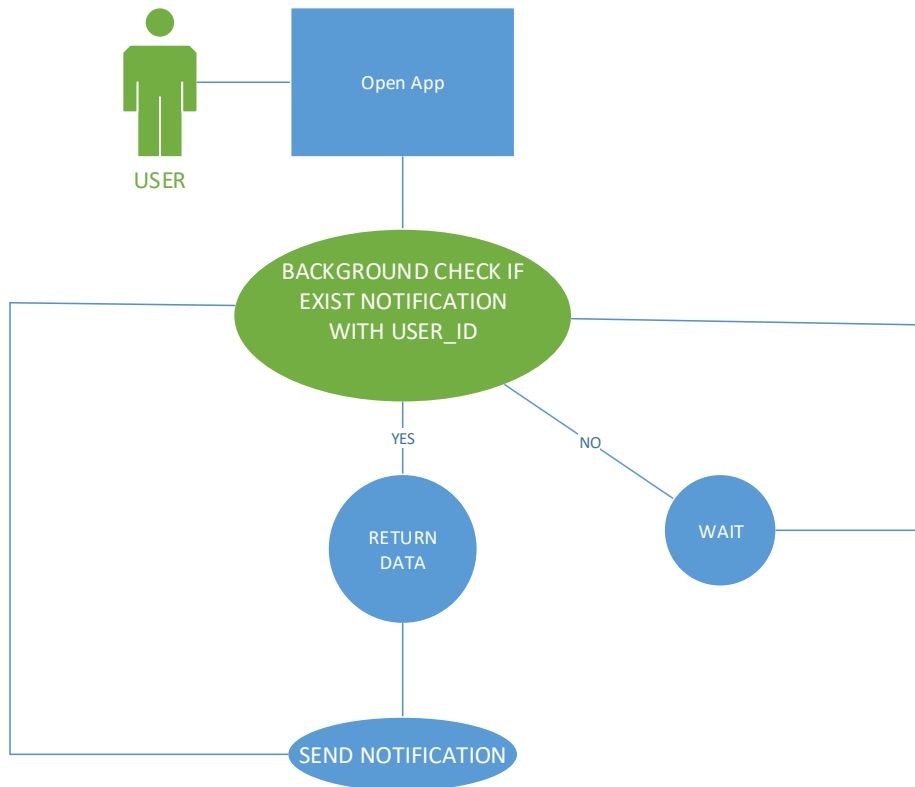 Open App
USER
BACKGROUND CHECK IF
EXIST NOTIFICATION
WITH USER_ID
YES
NO
RETURN
DATA
WAIT
SEND NOTIFICATION